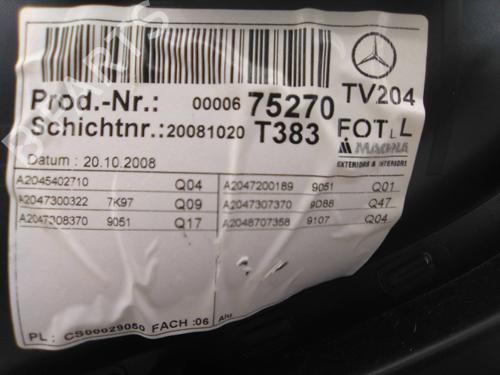 Prod.-Nr.: 00006 75270 TV204
Schichtnr.: 20081020 T383 FOT L L
MAGNA
EXTERIORS & INTERIORS
Datum : 20.10.2008
A2045402710 Q04 A2047200189 9051 Q01
A2047300322 7K97 Q09 A2047307370 9D88 Q47
A2047308370 9051 Q17 A2048707358 9107 Q04
PL : CS00029050 FACH :06 Alu